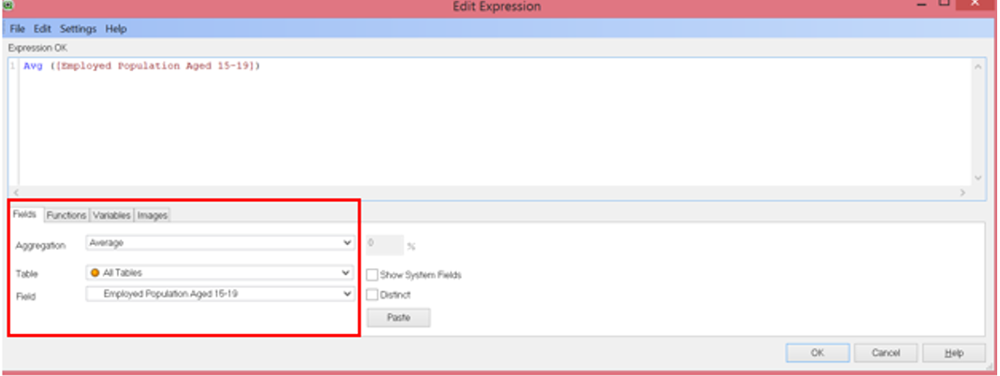 Edit Expression
File Edit Settings Help
Expression OK
1 Avg ([Employed Population Aged 15-19])
Fields Functions Variables Images
Aggregation Average 0 %
Table All Tables Show System Fields
Field Employed Population Aged 15-19 Distinct
Paste
OK Cancel Help